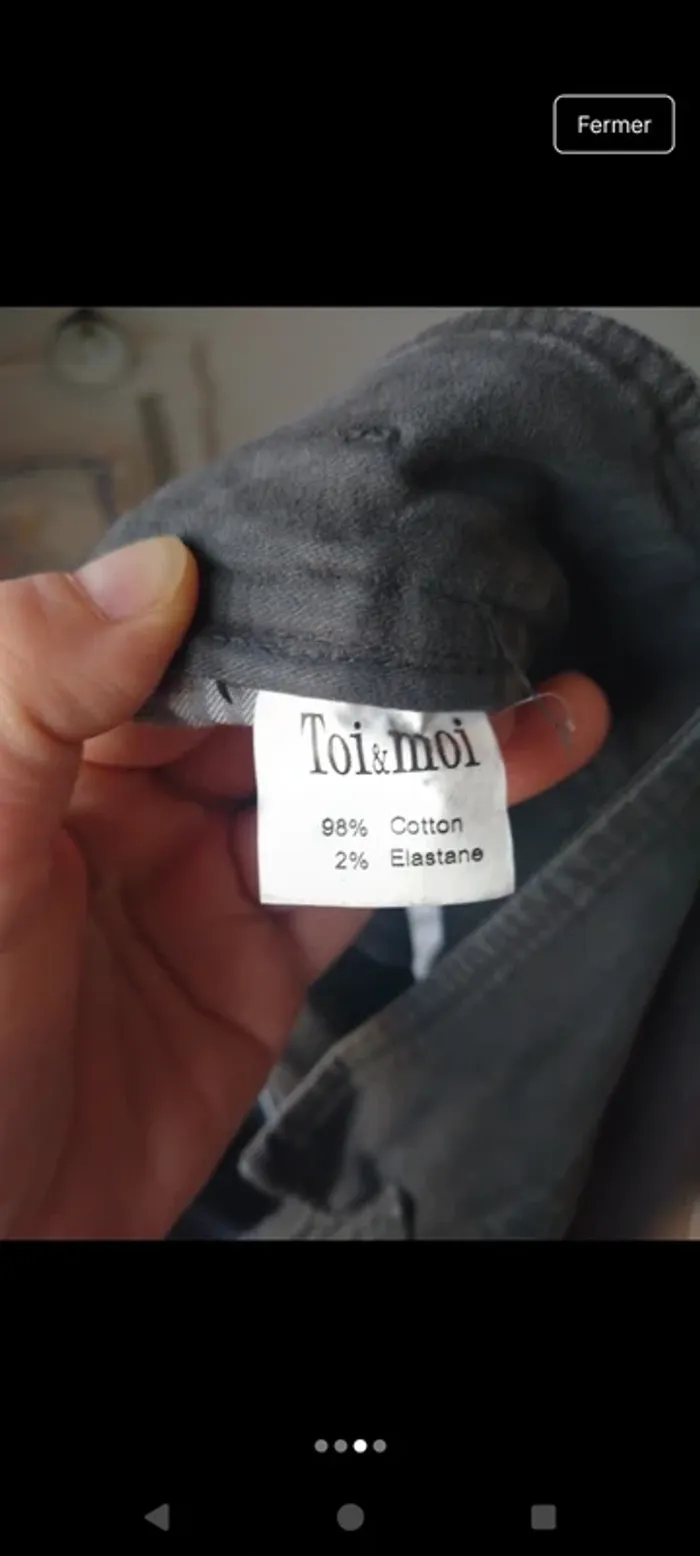 Fermer
Toi&moi
98% Cotton
2% Elastane